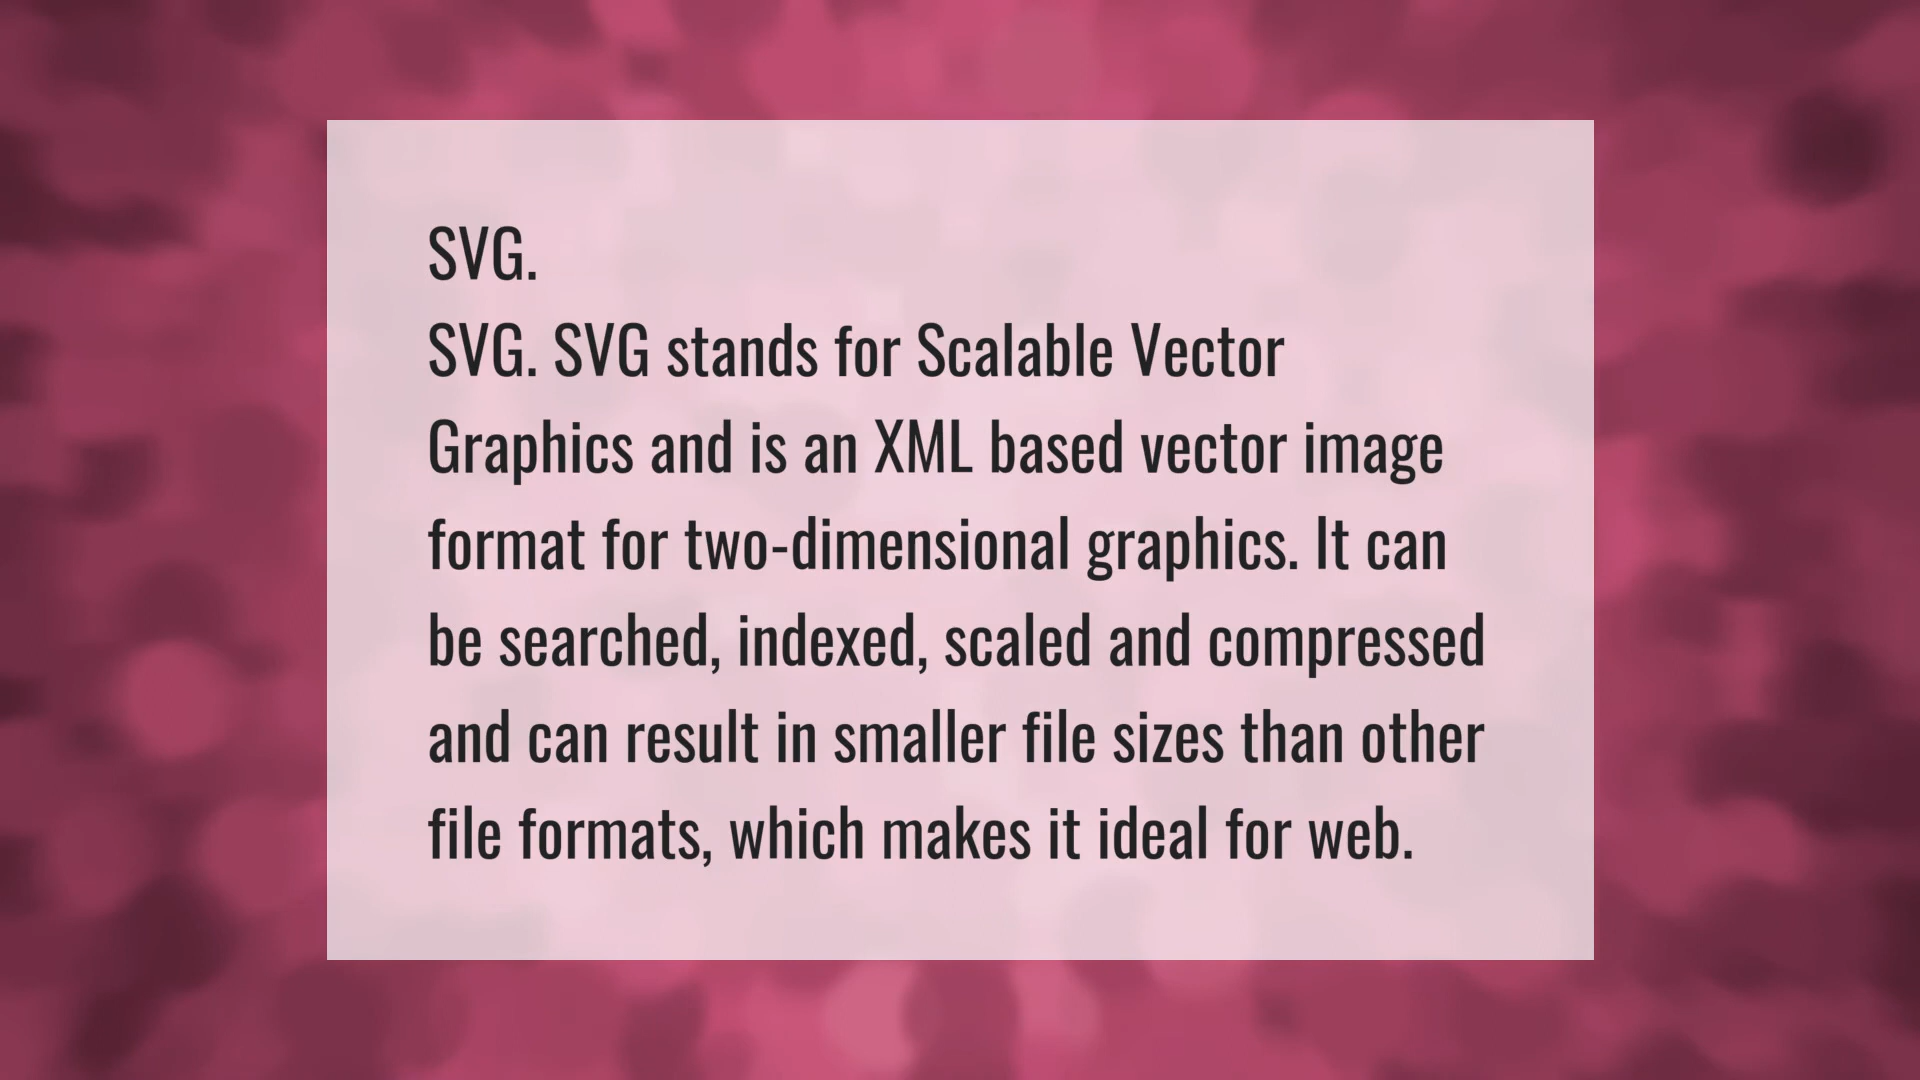 SVG.
SVG. SVG stands for Scalable Vector
Graphics and is an XML based vector image
format for two-dimensional graphics. It can
be searched, indexed, scaled and compressed
and can result in smaller file sizes than other
file formats, which makes it ideal for web.